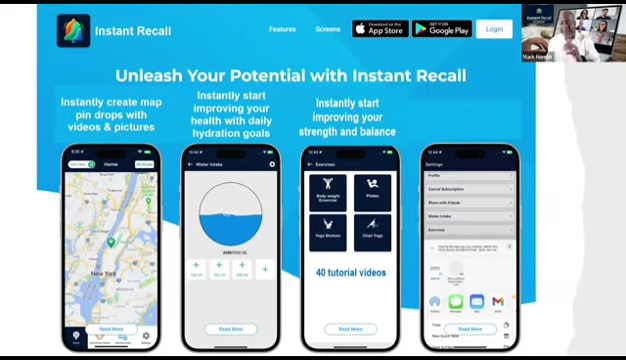 Instant Recall
Features
Screens
Download on the
App Store
GET IT ON
Google Play
Login
Instant Recall
Unleash Your Potential with Instant Recall
Instantly create map
pin drops with
videos & pictures
Instantly start
improving your
health with daily
hydration goals
Instantly start
improving your
strength and balance
Home
New York
Read More
Water Intake
Read More
Exercises
Body weight
Pilates
Yoga Stretches
Chair Yoga
40 tutorial videos
Read More
Settings
Profile
Cancel Subscription
Share with friends
Water Intake
Exercises
Read More